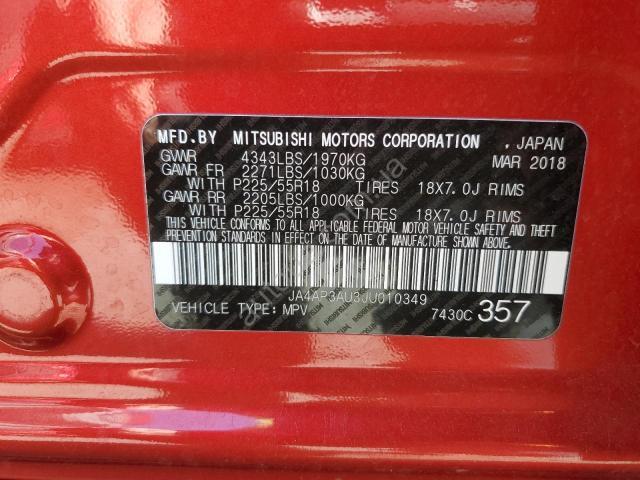 MFD.BY MITSUBISHI MOTORS CORPORATION , JAPAN
GVWR 4343LBS/1970KG MAR 2018
GAWR FR 2271LBS/1030KG
WITH P225/55R18 TIRES 18X7.0J RIMS
GAWR RR 2205LBS/1000KG
WITH P225/55R18 TIRES 18X7.0J RIMS
THIS VEHICLE CONFORMS TO ALL APPLICABLE FEDERAL MOTOR VEHICLE SAFETY AND THEFT
PREVENTION STANDARDS IN EFFECT ON THE DATE OF MANUFACTURE SHOWN ABOVE.
JA4AP3AU3JU010349
VEHICLE TYPE: MPV 7430C 357